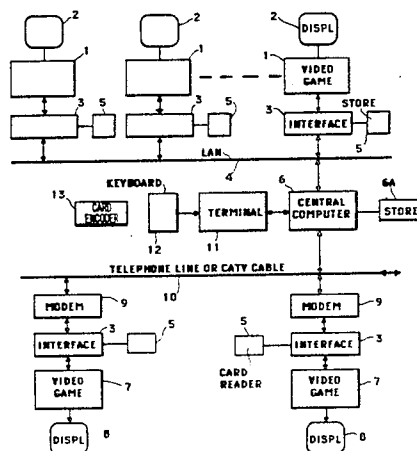 2 2 2 DISPL
1 1 1 VIDEO GAME
3 5 3 5 3 INTERFACE STORE 5
LAN
4
13 KEYBOARD 6 6A
CARD ENCODER TERMINAL CENTRAL COMPUTER STORE
12 11
TELEPHONE LINE OR CATV CABLE
10
MODEM 9 MODEM 9
5 5
INTERFACE 3 INTERFACE 3
CARD READER
VIDEO GAME VIDEO GAME
7 7
DISPL 8 DISPL 8